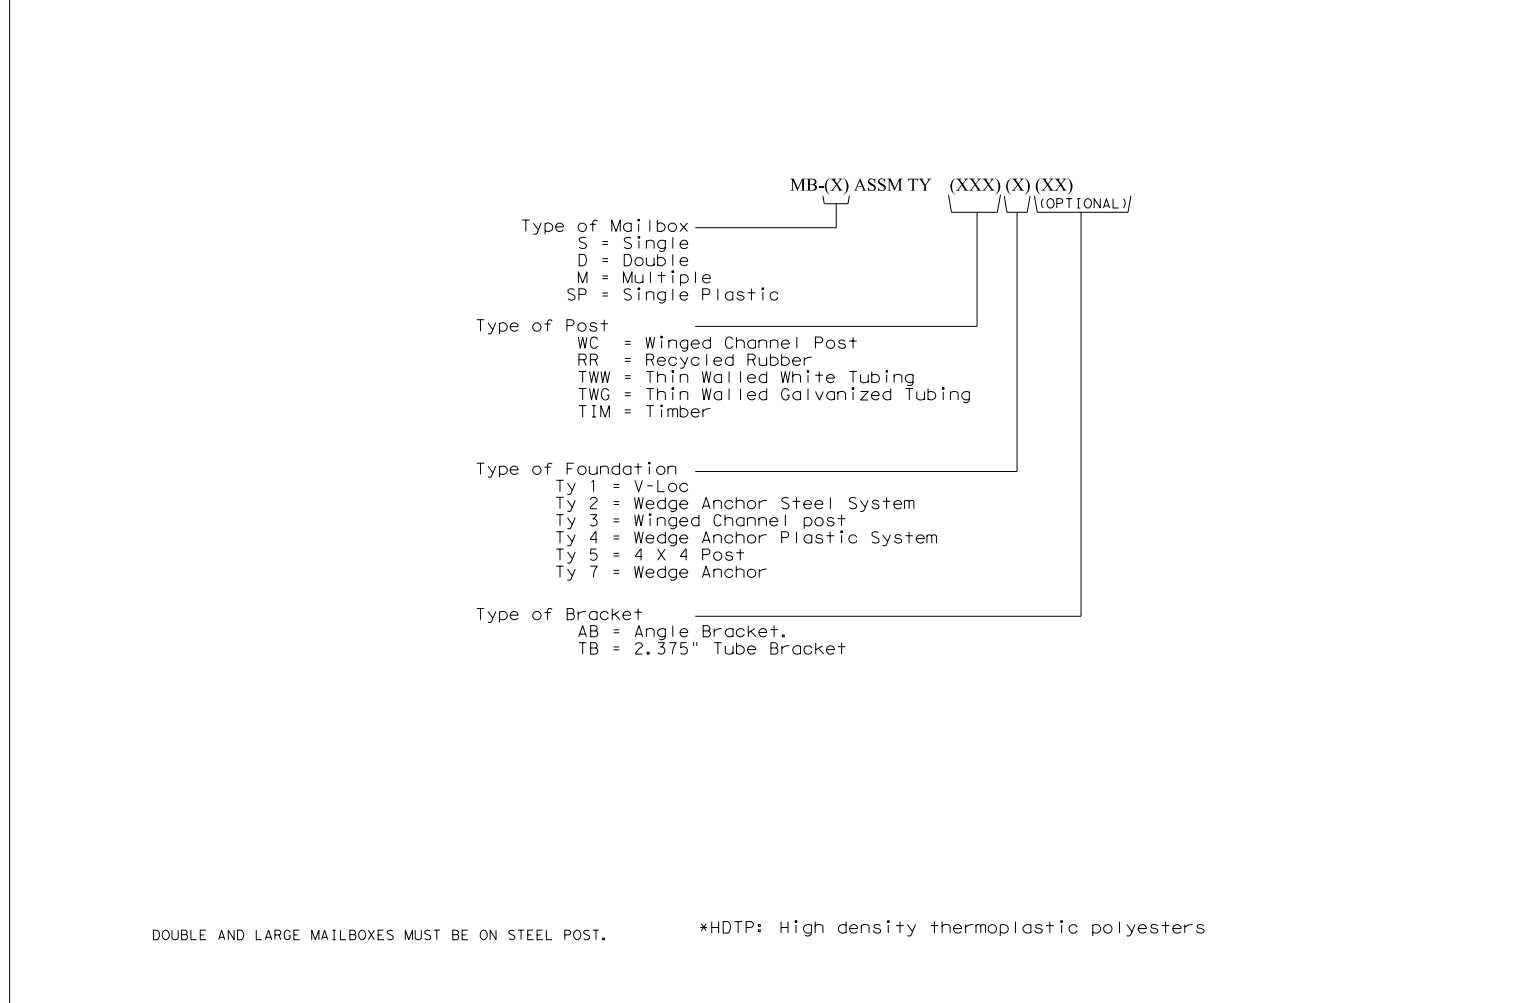 MB-(X) ASSM TY (XXX) (X) (XX)
(OPTIONAL)
Type of Mailbox
S = Single
D = Double
M = Multiple
SP = Single Plastic
Type of Post
WC = Winged Channel Post
RR = Recycled Rubber
TWW = Thin Walled White Tubing
TWG = Thin Walled Galvanized Tubing
TIM = Timber
Type of Foundation
Ty 1 = V-Loc
Ty 2 = Wedge Anchor Steel System
Ty 3 = Winged Channel post
Ty 4 = Wedge Anchor Plastic System
Ty 5 = 4 X 4 Post
Ty 7 = Wedge Anchor
Type of Bracket
AB = Angle Bracket.
TB = 2.375" Tube Bracket
DOUBLE AND LARGE MAILBOXES MUST BE ON STEEL POST.
*HDTP: High density thermoplastic polyesters